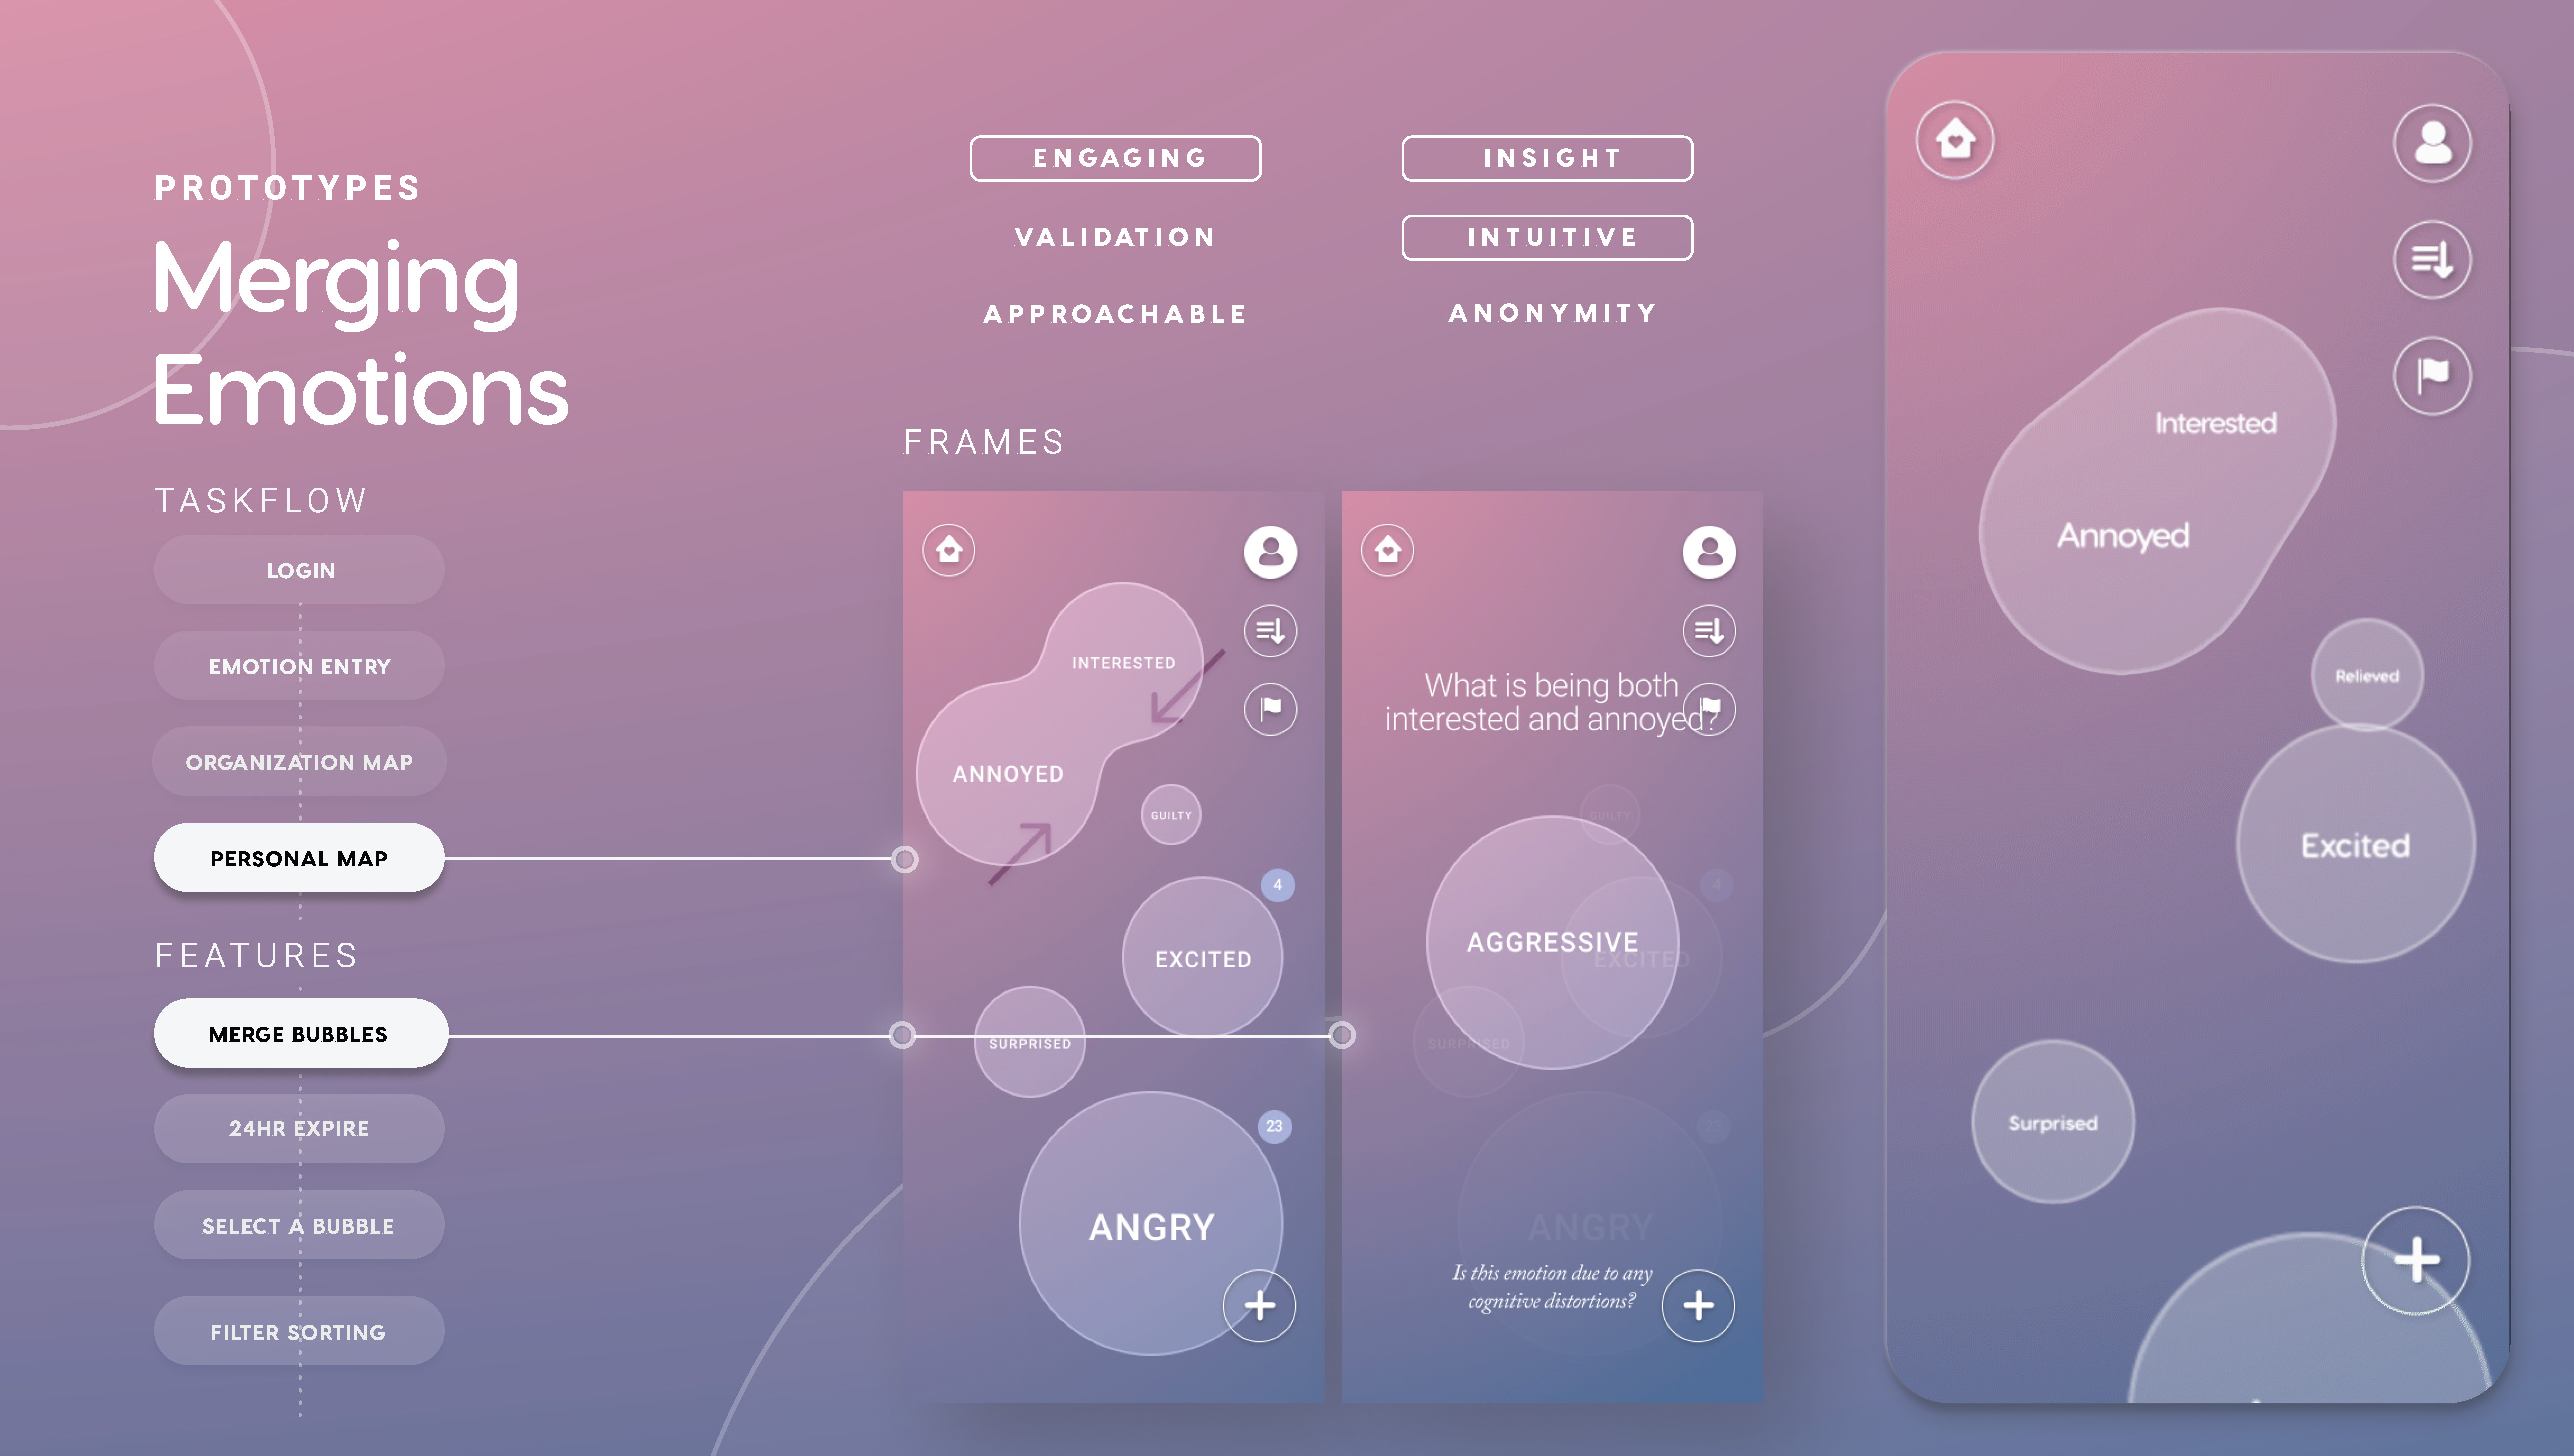 PROTOTYPES
Merging
Emotions
TASKFLOW
LOGIN
EMOTION ENTRY
ORGANIZATION MAP
PERSONAL MAP
FEATURES
MERGE BUBBLES
24HR EXPIRE
SELECT A BUBBLE
FILTER SORTING
ENGAGING
VALIDATION
APPROACHABLE
INSIGHT
INTUITIVE
ANONYMITY
FRAMES
INTERESTED
ANNOYED
GUILTY
4
EXCITED
SURPRISED
23
ANGRY
What is being both
interested and annoyed?
GUILTY
4
AGGRESSIVE
EXCITED
SURPRISED
23
ANGRY
Is this emotion due to any
cognitive distortions?
Interested
Annoyed
Relieved
Excited
Surprised